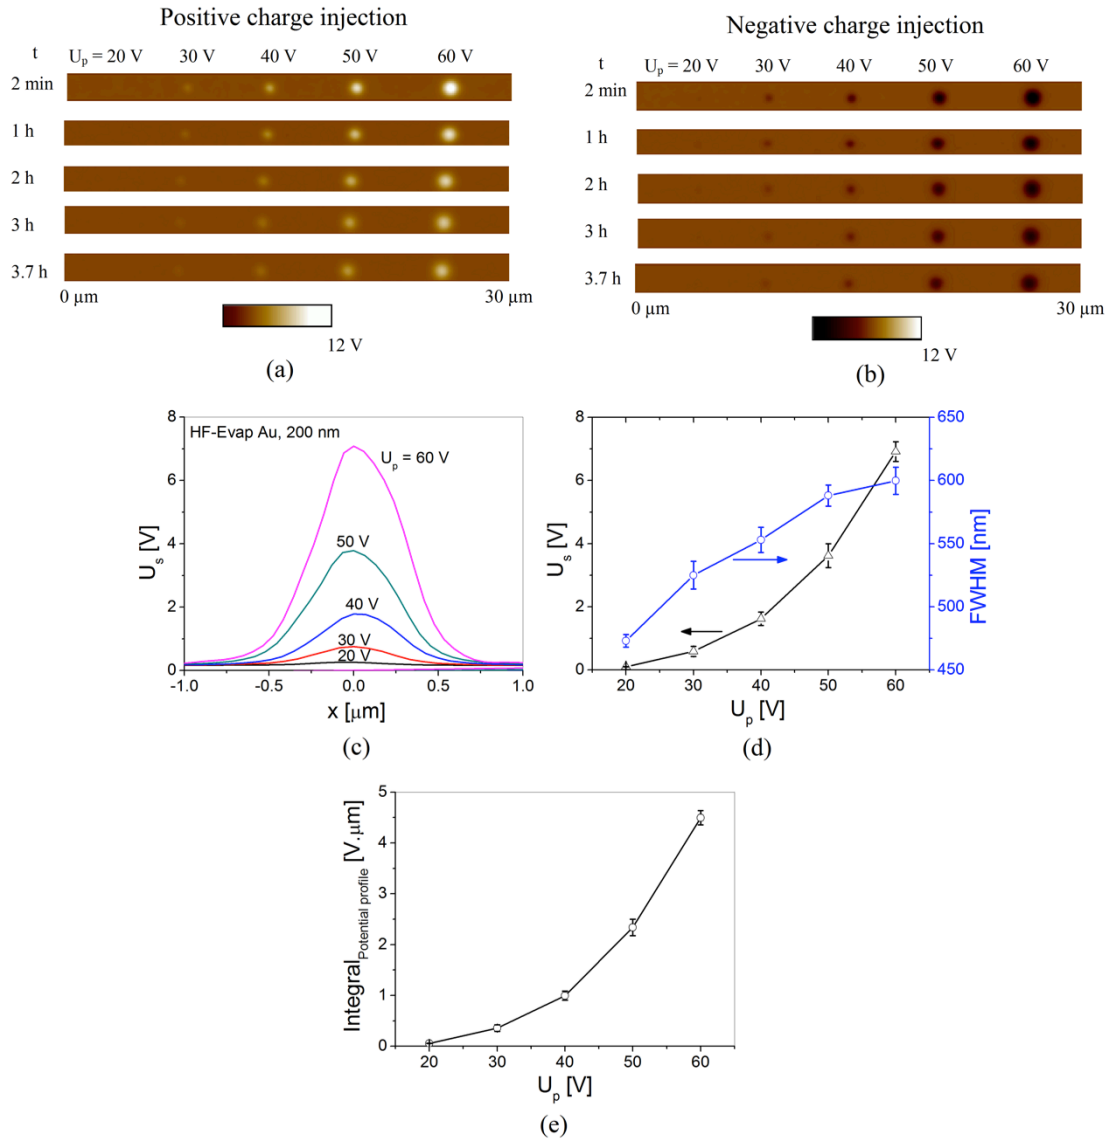 Positive charge injection
t U_p = 20 V 30 V 40 V 50 V 60 V
2 min
1 h
2 h
3 h
3.7 h
0 µm 30 µm
12 V
(a)
Negative charge injection
t U_p = 20 V 30 V 40 V 50 V 60 V
2 min
1 h
2 h
3 h
3.7 h
0 µm 30 µm
12 V
(b)
HF-Evap Au, 200 nm
U_p = 60 V
50 V
40 V
30 V
20 V
U_s [V]
8
6
4
2
0
-1.0 -0.5 0.0 0.5 1.0
x [µm]
(c)
U_s [V]
8
6
4
2
0
650
600
550
500
450
FWHM [nm]
20 30 40 50 60
U_p [V]
(d)
Integral_Potential profile [V.µm]
5
4
3
2
1
0
20 30 40 50 60
U_p [V]
(e)